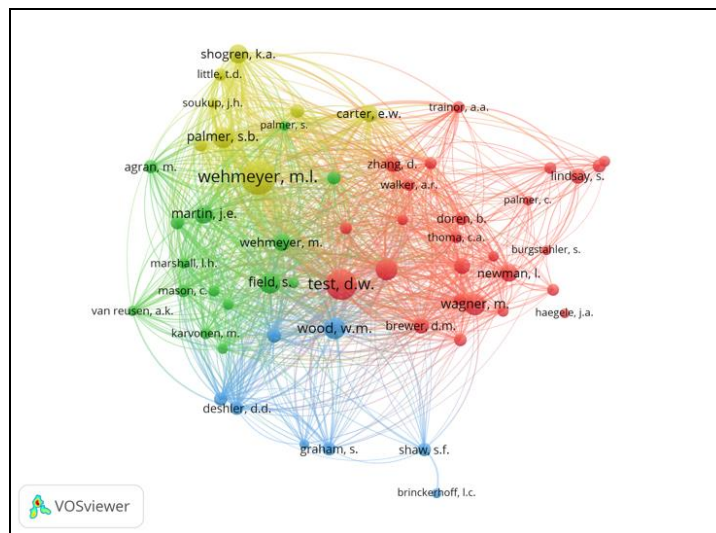 shogren, k.a.
little, t.d.
soukup, j.h.
carter, e.w.
trainor, a.a.
palmer, s.
palmer, s.b.
agran, m.
zhang, d.
lindsay, s.
wehmeyer, m.l.
walker, a.r.
palmer, c.
martin, j.e.
doren, b.
wehmeyer, m.
thoma, c.a.
burgstahler, s.
marshall, l.h.
newman, l.
field, s.
test, d.w.
mason, c.
wagner, m.
van reusen, a.k.
haegele, j.a.
karvonen, m.
wood, w.m.
brewer, d.m.
deshler, d.d.
graham, s.
shaw, s.f.
brinckerhoff, l.c.
VOSviewer